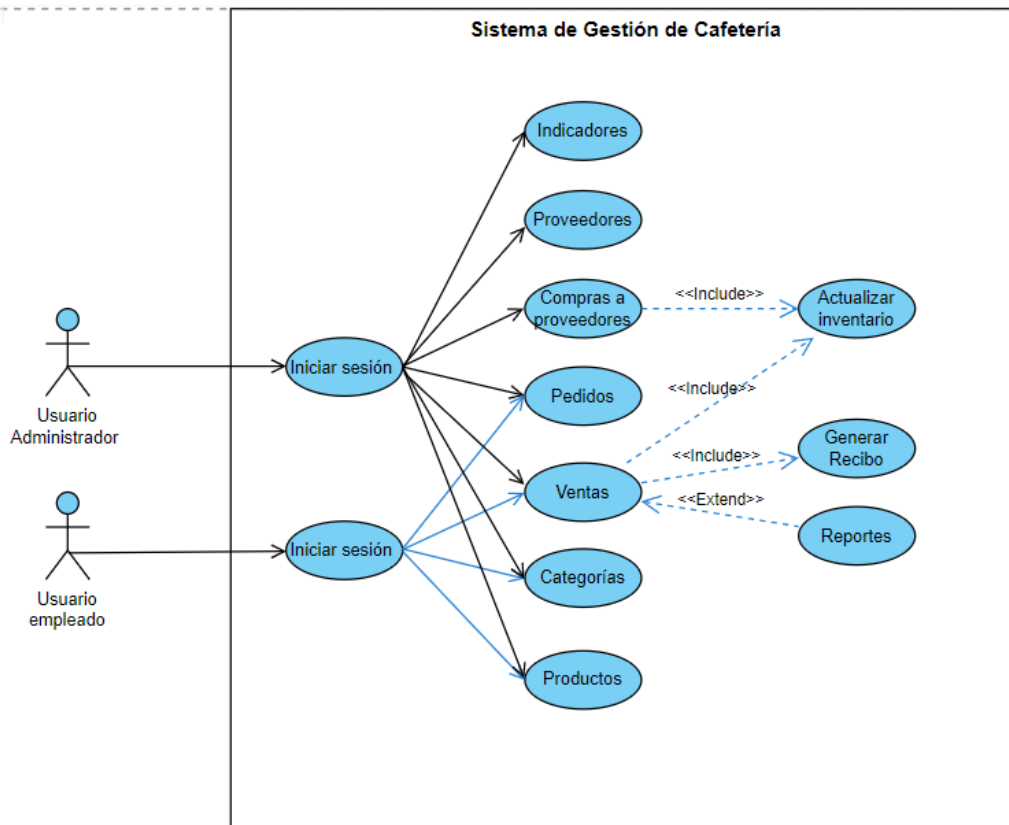 Sistema de Gestión de Cafetería
Indicadores
Proveedores
Compras a
proveedores
<<Include>>
Actualizar
inventario
Iniciar sesión
Usuario
Administrador
Pedidos
<<Include>>
Generar
Recibo
<<Include>>
Ventas
<<Extend>>
Reportes
Iniciar sesión
Usuario
empleado
Categorías
Productos